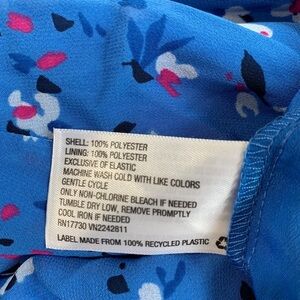 SHELL: 100% POLYESTER
LINING: 100% POLYESTER
EXCLUSIVE OF ELASTIC
MACHINE WASH COLD WITH LIKE COLORS
GENTLE CYCLE
ONLY NON-CHLORINE BLEACH IF NEEDED
TUMBLE DRY LOW, REMOVE PROMPTLY
COOL IRON IF NEEDED
RN17730 VN2242811
LABEL MADE FROM 100% RECYCLED PLASTIC